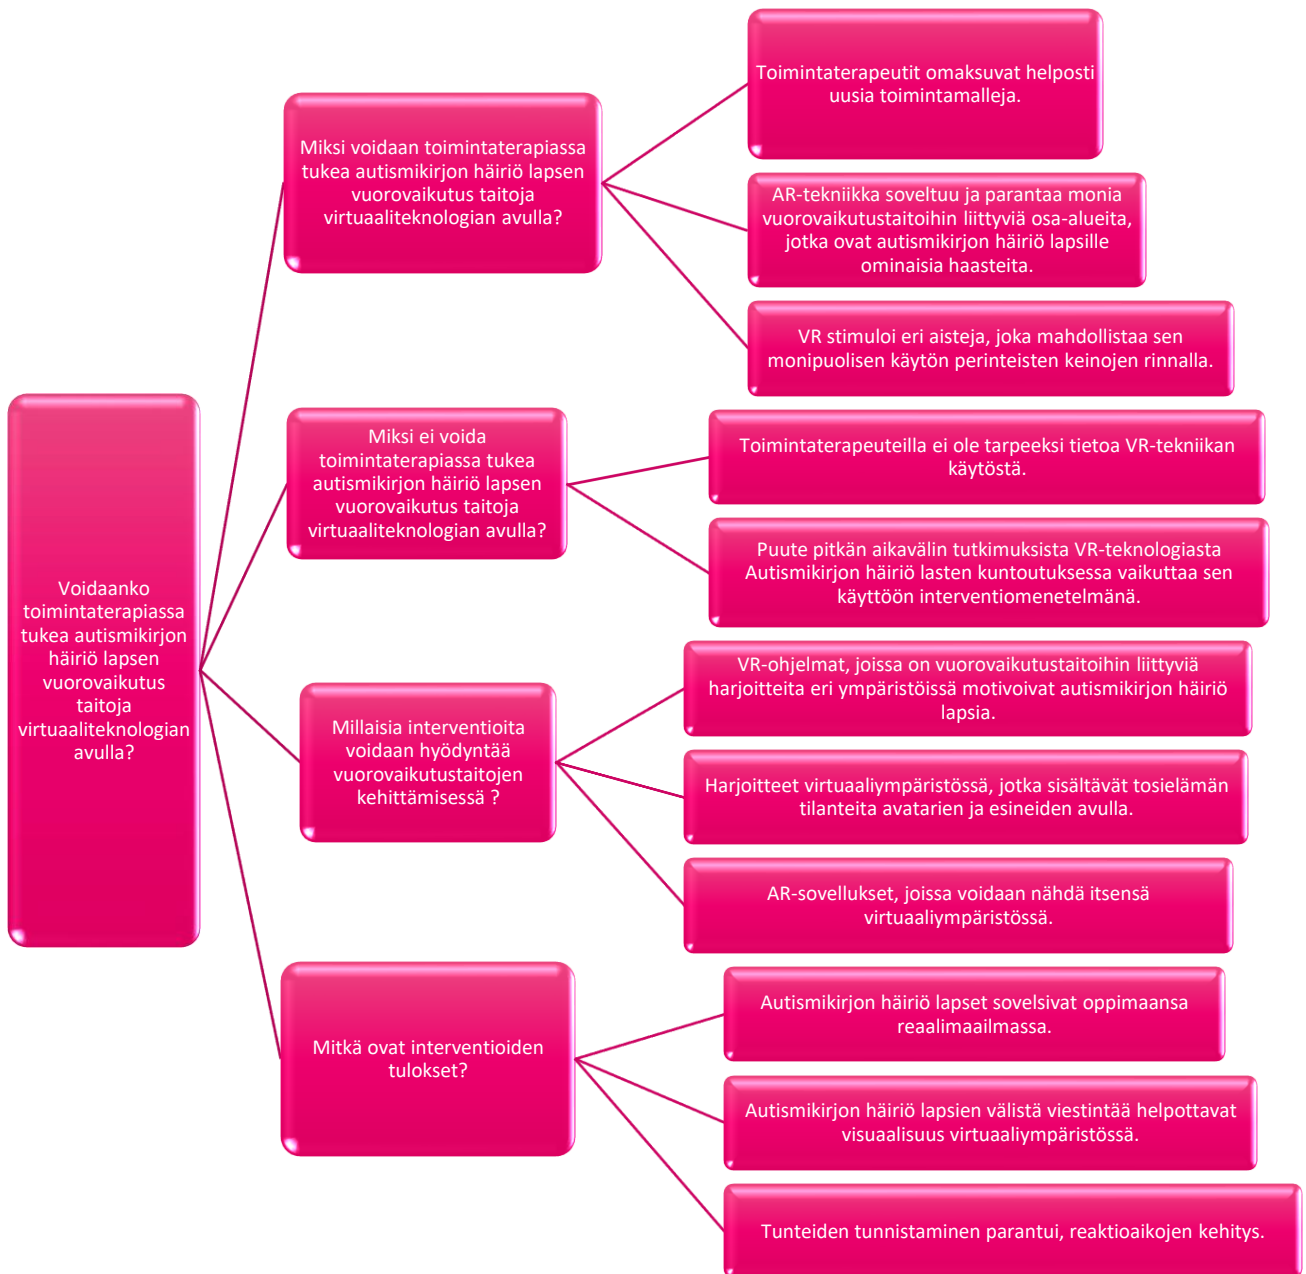 Voidaanko
toimintaterapiassa
tukea autismikirjon
häiriö lapsen
vuorovaikutus
taitoja
virtuaaliteknologian
avulla?
Miksi voidaan toimintaterapiassa
tukea autismikirjon häiriö lapsen
vuorovaikutus taitoja
virtuaaliteknologian avulla?
Toimintaterapeutit omaksuvat helposti
uusia toimintamalleja.
AR-tekniikka soveltuu ja parantaa monia
vuorovaikutustaitoihin liittyviä osa-alueita,
jotka ovat autismikirjon häiriö lapsille
ominaisia haasteita.
VR stimuloi eri aisteja, joka mahdollistaa sen
monipuolisen käytön perinteisten keinojen rinnalla.
Miksi ei voida
toimintaterapiassa tukea
autismikirjon häiriö lapsen
vuorovaikutus taitoja
virtuaaliteknologian avulla?
Toimintaterapeuteilla ei ole tarpeeksi tietoa VR-tekniikan
käytöstä.
Puute pitkän aikavälin tutkimuksista VR-teknologiasta
Autismikirjon häiriö lasten kuntoutuksessa vaikuttaa sen
käyttöön interventiomenetelmänä.
Millaisia interventioita
voidaan hyödyntää
vuorovaikutustaitojen
kehittämisessä ?
VR-ohjelmat, joissa on vuorovaikutustaitoihin liittyviä
harjoitteita eri ympäristöissä motivoivat autismikirjon häiriö
lapsia.
Harjoitteet virtuaaliympäristössä, jotka sisältävät tosielämän
tilanteita avatarien ja esineiden avulla.
AR-sovellukset, joissa voidaan nähdä itsensä
virtuaaliympäristössä.
Mitkä ovat interventioiden
tulokset?
Autismikirjon häiriö lapset sovelsivat oppimaansa
reaalimaailmassa.
Autismikirjon häiriö lapsien välistä viestintää helpottavat
visuaalisuus virtuaaliympäristössä.
Tunteiden tunnistaminen parantui, reaktioaikojen kehitys.